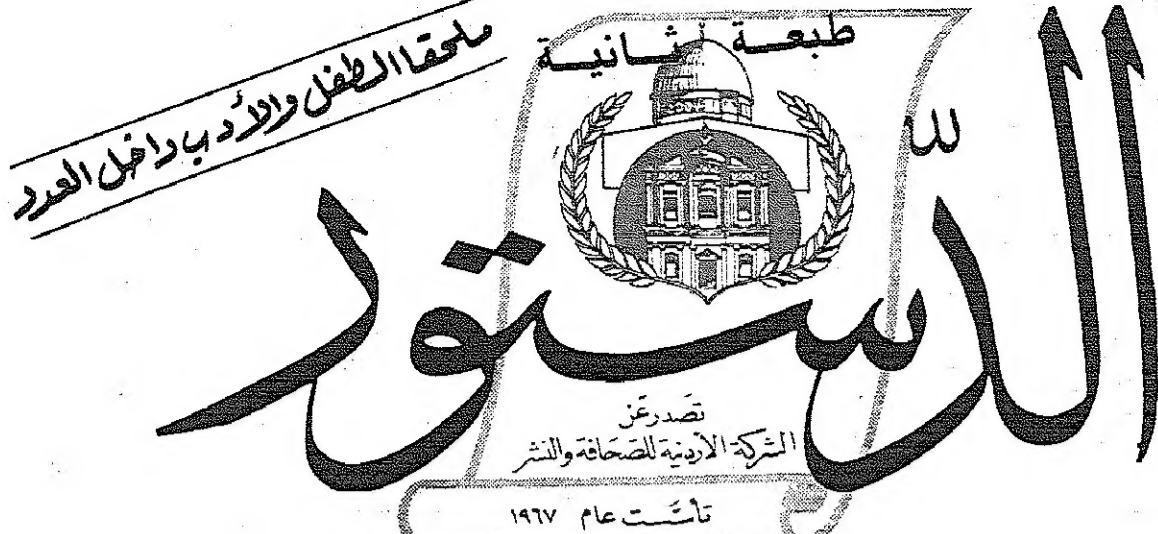 ملحقا الطفل والأدب داخل العدد
طبعة ثانية
الدستور
تصدر عن
الشركة الأردنية للصحافة والنشر
تأسست عام ١٩٦٧